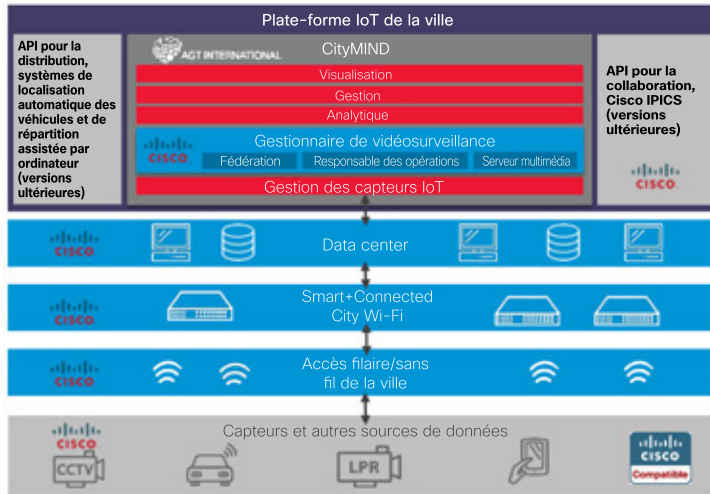 Plate-forme IoT de la ville
API pour la
distribution,
systèmes de
localisation
automatique des
véhicules et de
répartition
assistée par
ordinateur
(versions
ultérieures)
AGT INTERNATIONAL
CityMIND
Visualisation
Gestion
Analytique
CISCO
Gestionnaire de vidéosurveillance
Fédération
Responsable des opérations
Serveur multimédia
Gestion des capteurs IoT
API pour la
collaboration,
Cisco IPICS
(versions
ultérieures)
CISCO
CISCO
Data center
CISCO
Smart+Connected
City Wi-Fi
CISCO
Accès filaire/sans
fil de la ville
CISCO
Capteurs et autres sources de données
CCTV
LPR
CISCO
Compatible